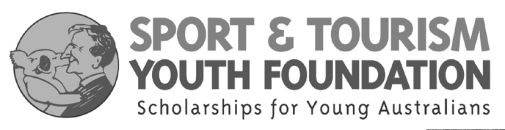 SPORT & TOURISM
YOUTH FOUNDATION
Scholarships for Young Australians